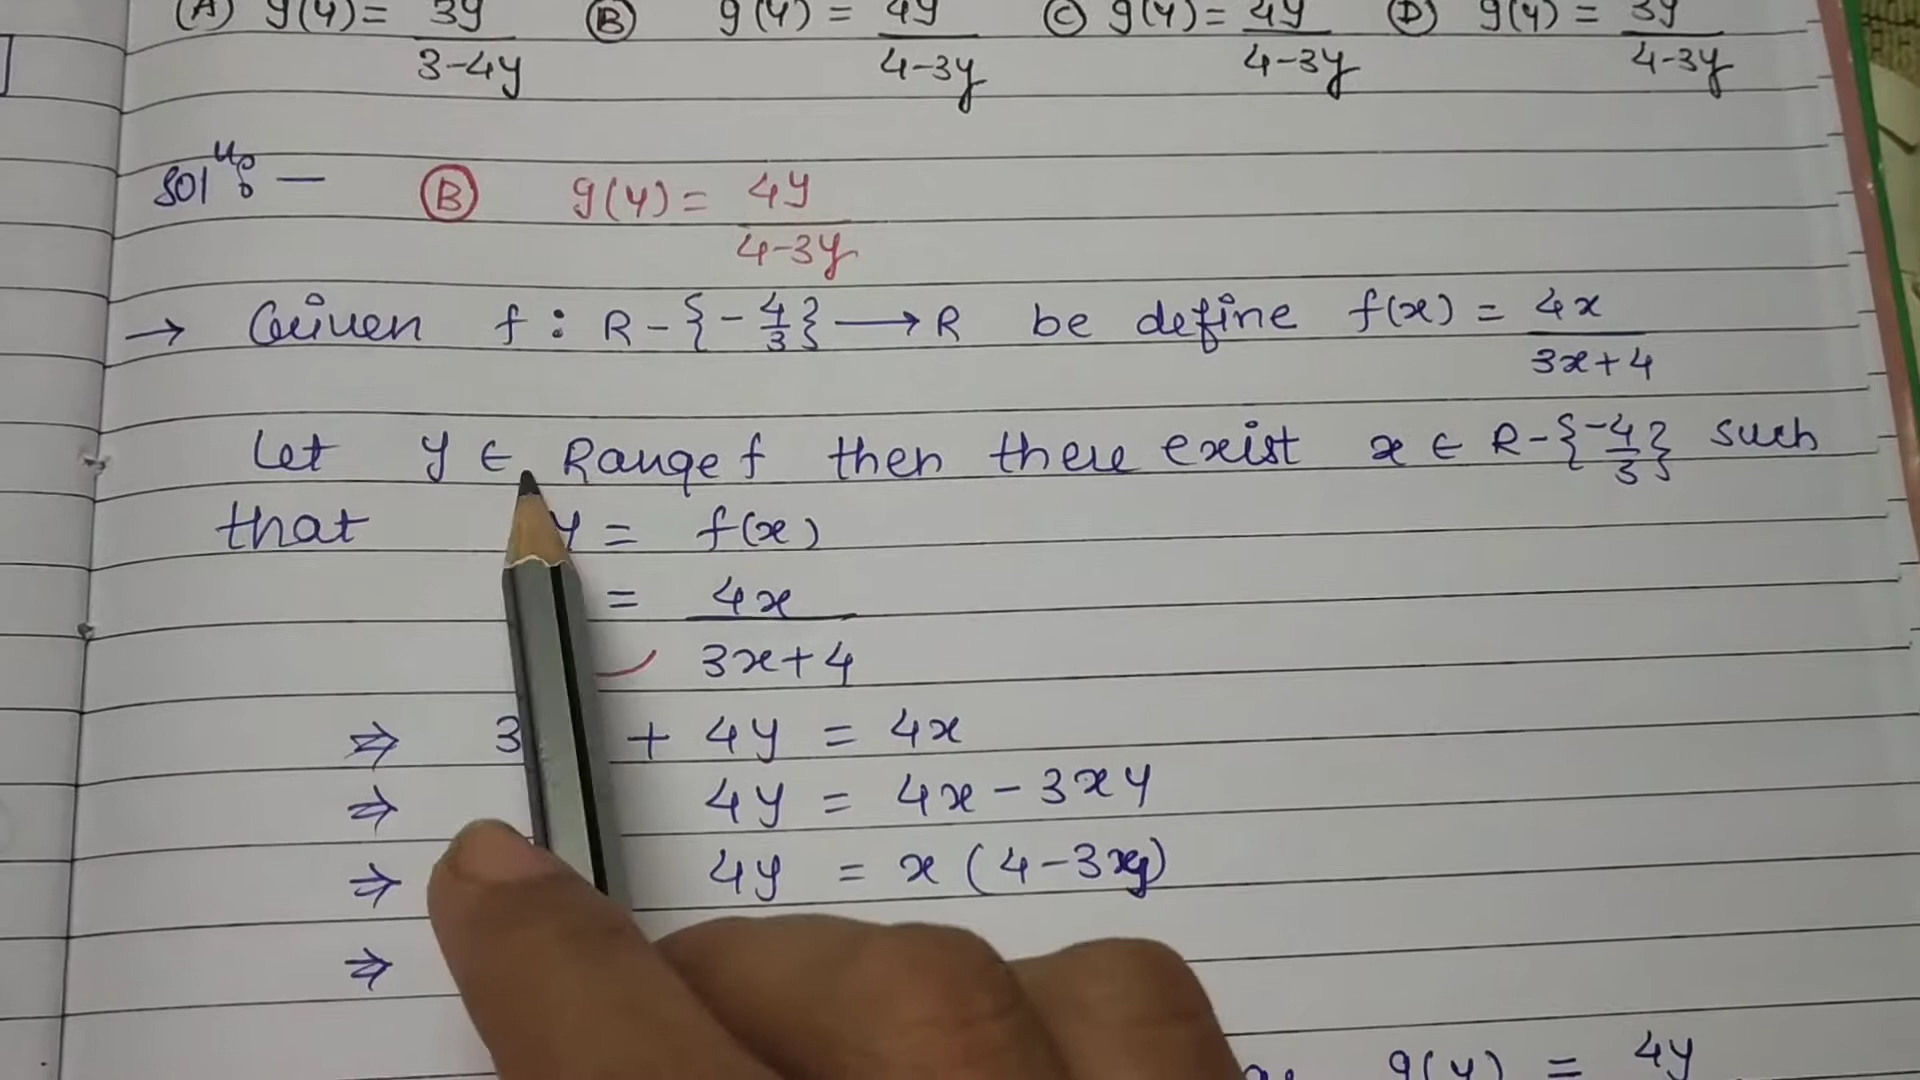 (A) g(y) = 3y/3-4y (B) g(y) = 4y/4-3y (C) g(y) = 4y/4-3y (D) g(y) = 3y/4-3y
Solⁿ: — (B) g(y) = 4y/4-3y
→ Given f : R - {-4/3} ⟶ R be define f(x) = 4x/3x+4
Let y ∈ Range f then there exist x ∈ R - {-4/3} such
that y = f(x)
= 4x/3x+4
⇒ 3 + 4y = 4x
⇒ 4y = 4x - 3xy
⇒ 4y = x (4-3xy)
⇒
g(y) = 4y